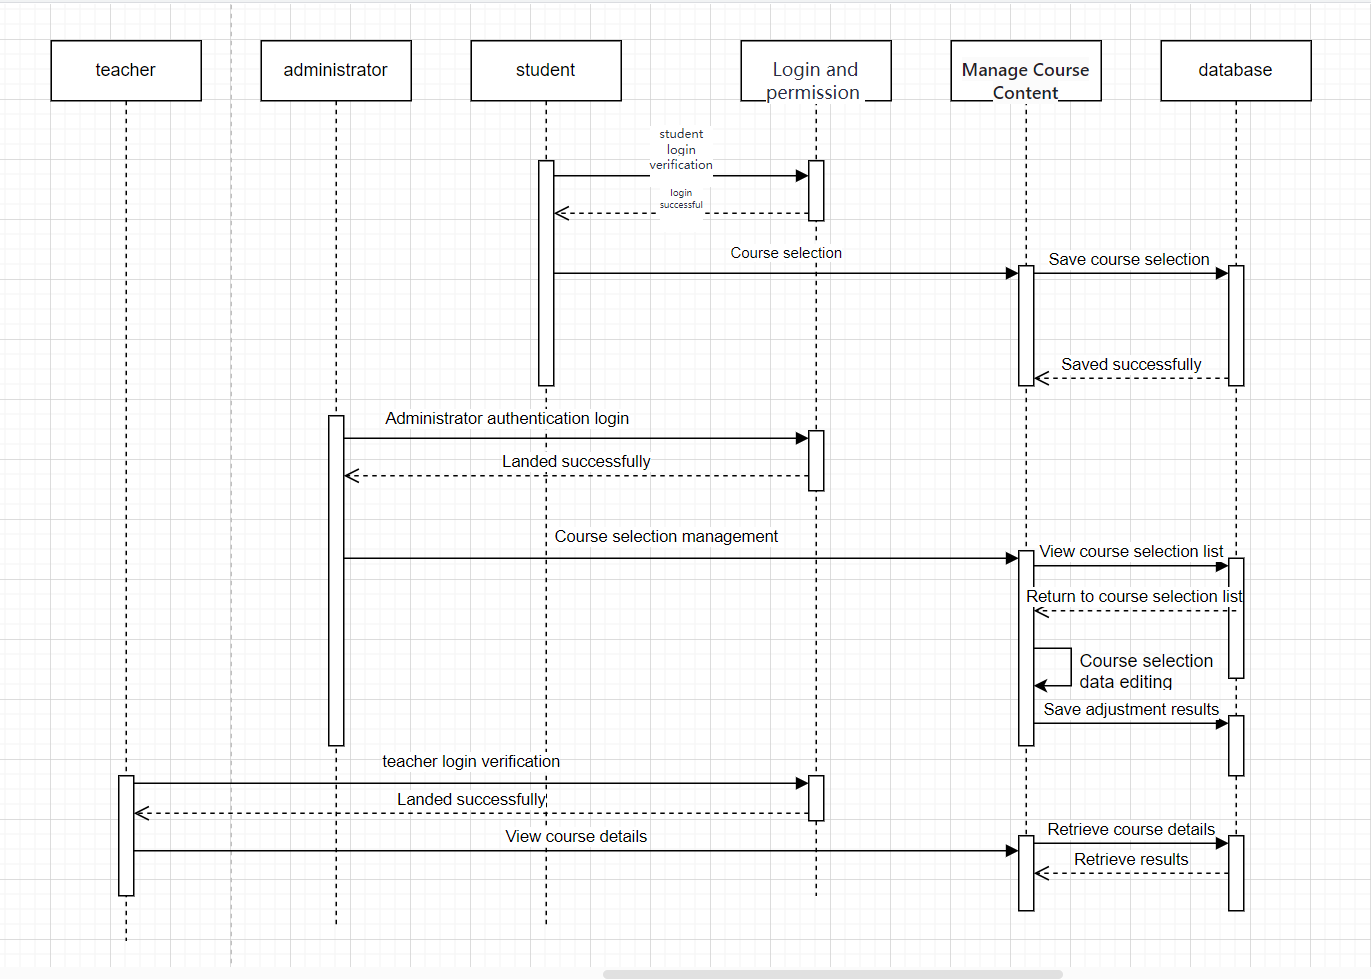 teacher
administrator
student
Login and
permission
Manage Course
Content
database
student
login
verification
login
successful
Course selection
Save course selection
Saved successfully
Administrator authentication login
Landed successfully
Course selection management
View course selection list
Return to course selection list
Course selection
data editing
Save adjustment results
teacher login verification
Landed successfully
View course details
Retrieve course details
Retrieve results